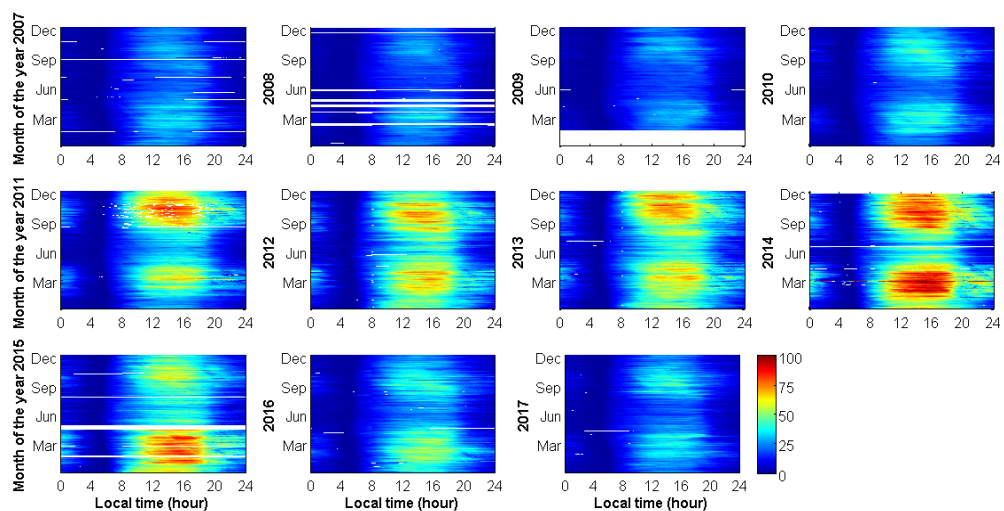 Month of the year 2007
Dec
Sep
Jun
Mar
0 4 8 12 16 20 24
2008
Dec
Sep
Jun
Mar
0 4 8 12 16 20 24
2009
Dec
Sep
Jun
Mar
0 4 8 12 16 20 24
2010
Dec
Sep
Jun
Mar
0 4 8 12 16 20 24
Month of the year 2011
Dec
Sep
Jun
Mar
0 4 8 12 16 20 24
2012
Dec
Sep
Jun
Mar
0 4 8 12 16 20 24
2013
Dec
Sep
Jun
Mar
0 4 8 12 16 20 24
2014
Dec
Sep
Jun
Mar
0 4 8 12 16 20 24
Month of the year 2015
Dec
Sep
Jun
Mar
0 4 8 12 16 20 24
Local time (hour)
2016
Dec
Sep
Jun
Mar
0 4 8 12 16 20 24
Local time (hour)
2017
Dec
Sep
Jun
Mar
0 4 8 12 16 20 24
Local time (hour)
100
75
50
25
0